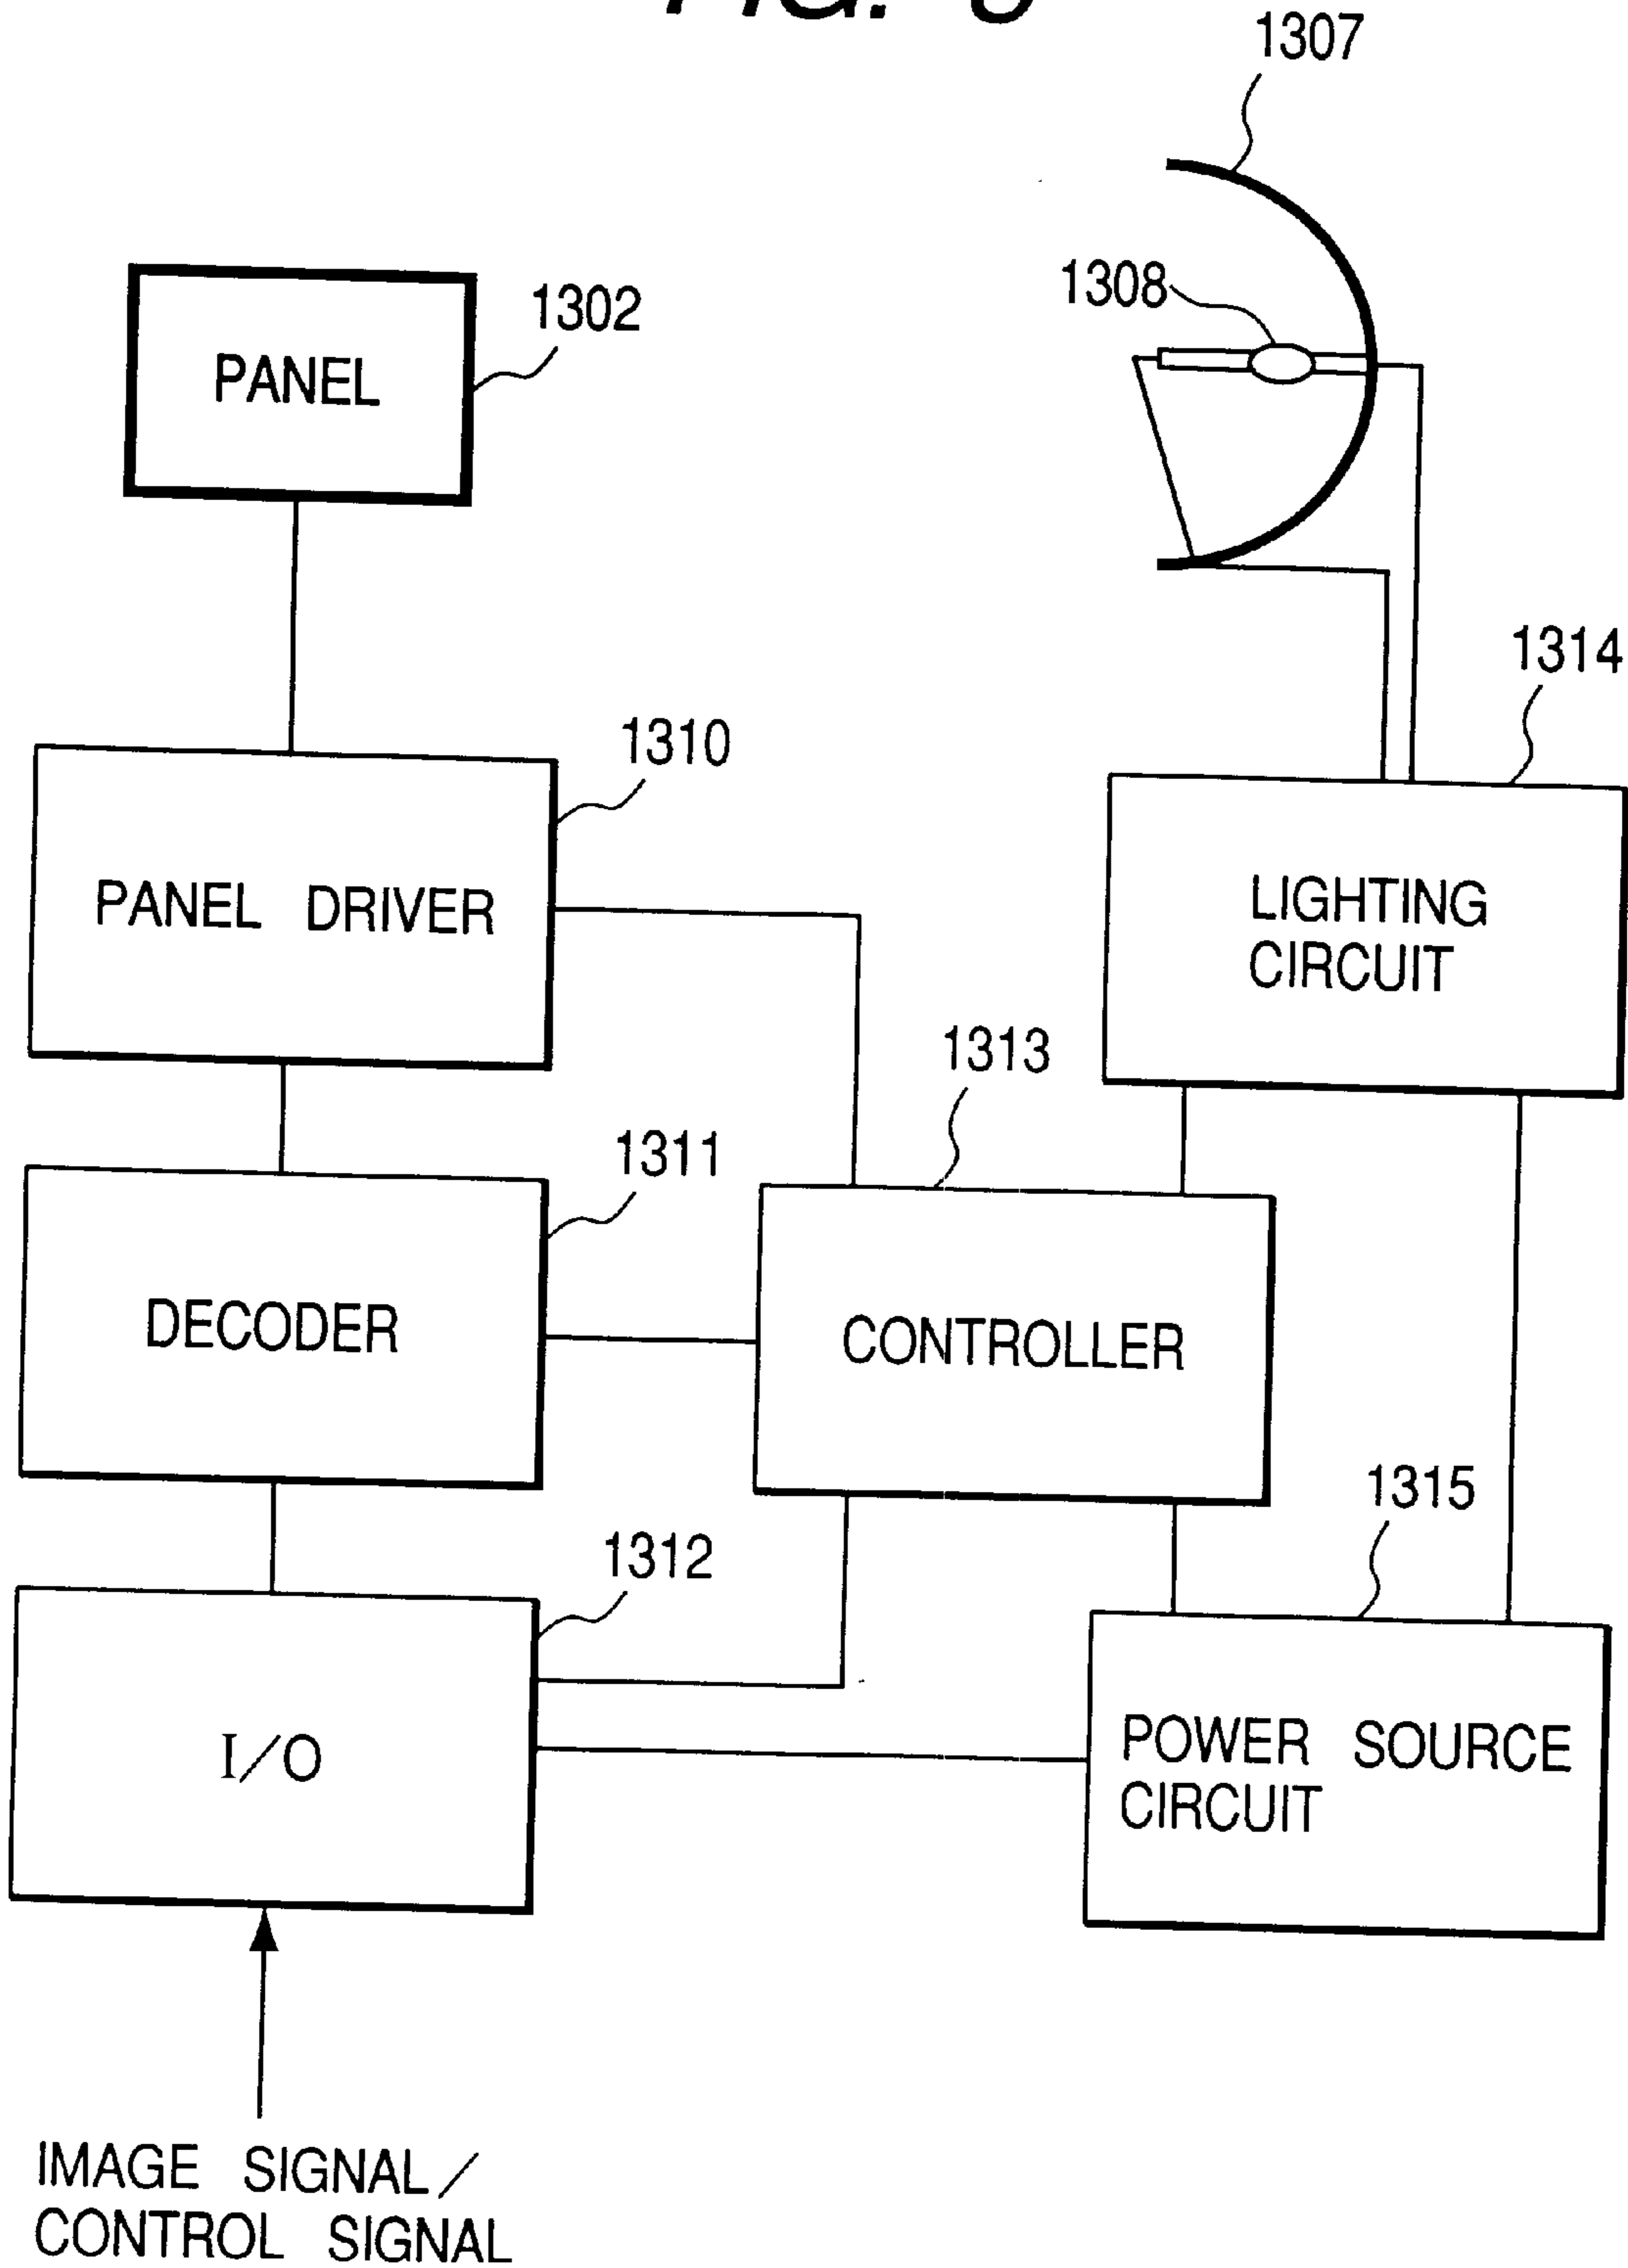 FIG.
1307
1308
1302
PANEL
1314
1310
PANEL DRIVER
LIGHTING
CIRCUIT
1313
1311
DECODER
CONTROLLER
1315
1312
I/O
POWER SOURCE
CIRCUIT
IMAGE SIGNAL/
CONTROL SIGNAL